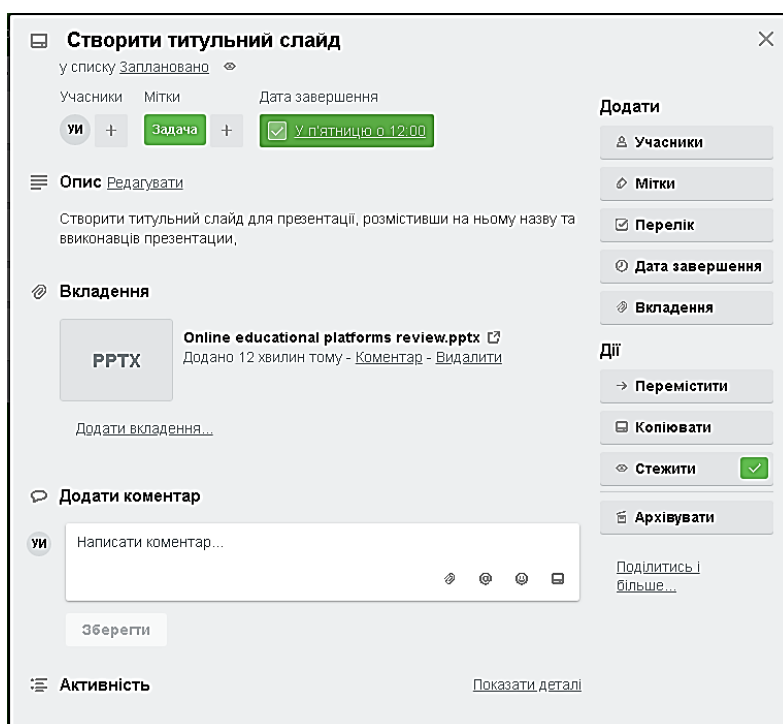 Створити титульний слайд
у списку Заплановано
Учасники Мітки Дата завершення
УИ + Задача + У п'ятницю о 12:00
Опис Редагувати
Створити титульний слайд для презентації, розмістивши на ньому назву та
ввиконавців презентації,
Вкладення
PPTX
Online educational platforms review.pptx
Додано 12 хвилин тому - Коментар - Видалити
Додати вкладення...
Додати коментар
УИ
Написати коментар...
Зберегти
Активність Показати деталі
Додати
Учасники
Мітки
Перелік
Дата завершення
Вкладення
Дії
Перемістити
Копіювати
Стежити
Архівувати
Поділитись і
більше...